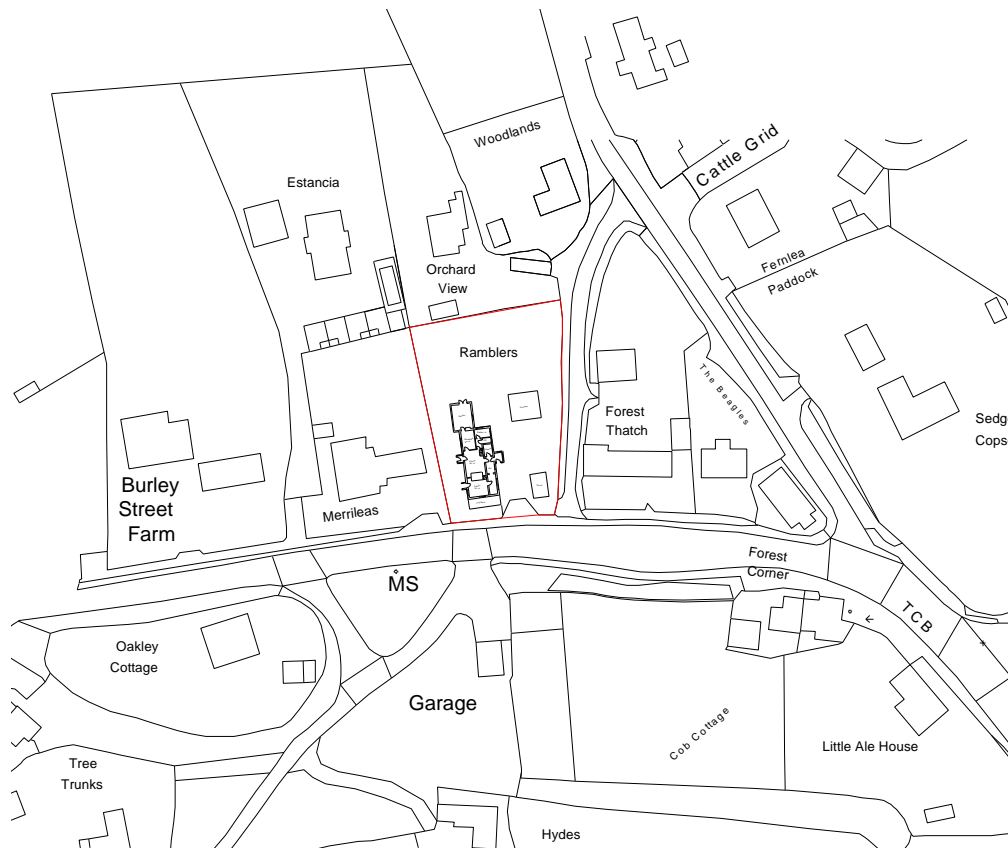 Cattle Grid
Woodlands
Estancia
Fernlea
Paddock
Orchard
View
Ramblers
The Beagles
Forest
Thatch
Sedg
Cops
Burley
Street
Farm
Merrileas
Forest
Corner
MS
TCB
Oakley
Cottage
Garage
Cob Cottage
Little Ale House
Tree
Trunks
Hydes